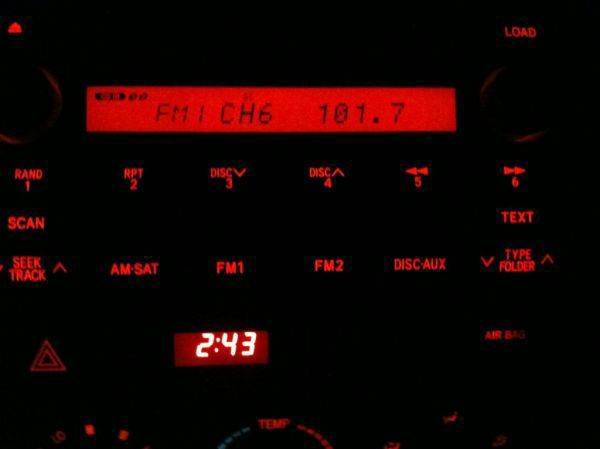 LOAD
FM1 CH6 101.7
RAND RPT DISC DISC
1 2 3 4 5 6
SCAN TEXT
SEEK TRACK AM·SAT FM1 FM2 DISC·AUX TYPE FOLDER
2:43
AIR BAG
TEMP
LO